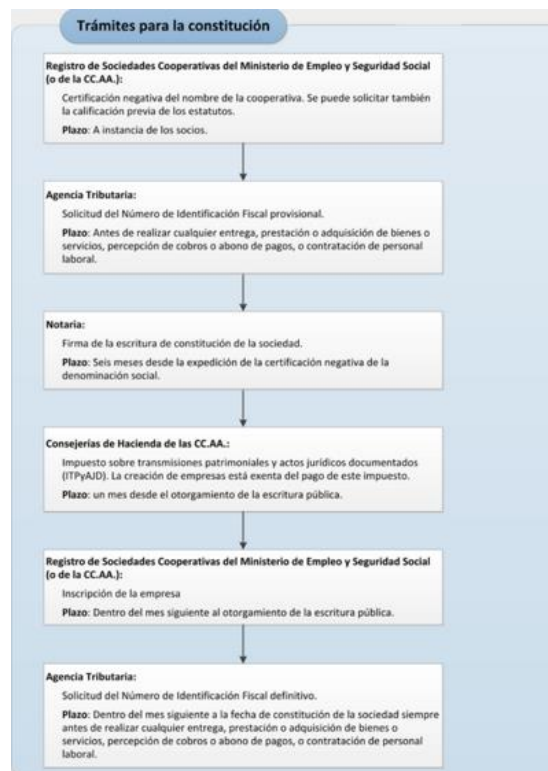 Trámites para la constitución
Registro de Sociedades Cooperativas del Ministerio de Empleo y Seguridad Social
(o de la CC.AA.):
Certificación negativa del nombre de la cooperativa. Se puede solicitar también
la calificación previa de los estatutos.
Plazo: A instancia de los socios.
Agencia Tributaria:
Solicitud del Número de Identificación Fiscal provisional.
Plazo: Antes de realizar cualquier entrega, prestación o adquisición de bienes o
servicios, percepción de cobros o abono de pagos, o contratación de personal
laboral.
Notaría:
Firma de la escritura de constitución de la sociedad.
Plazo: Seis meses desde la expedición de la certificación negativa de la
denominación social.
Consejerías de Hacienda de las CC.AA.:
Impuesto sobre transmisiones patrimoniales y actos jurídicos documentados
(ITPyAJD). La creación de empresas está exenta del pago de este impuesto.
Plazo: un mes desde el otorgamiento de la escritura pública.
Registro de Sociedades Cooperativas del Ministerio de Empleo y Seguridad Social
(o de la CC.AA.):
Inscripción de la empresa
Plazo: Dentro del mes siguiente al otorgamiento de la escritura pública.
Agencia Tributaria:
Solicitud del Número de Identificación Fiscal definitivo.
Plazo: Dentro del mes siguiente a la fecha de constitución de la sociedad siempre
antes de realizar cualquier entrega, prestación o adquisición de bienes o
servicios, percepción de cobros o abono de pagos, o contratación de personal
laboral.